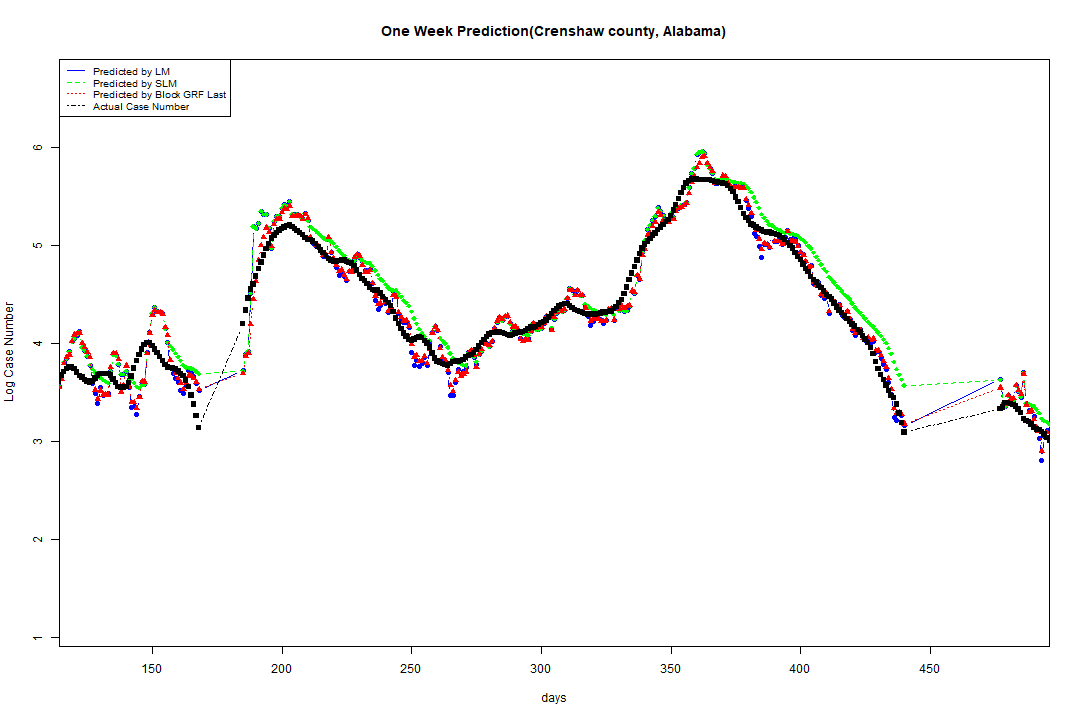 One Week Prediction(Crenshaw county, Alabama)
Predicted by LM
Predicted by SLM
Predicted by Block GRF Last
Actual Case Number
Log Case Number
6
5
4
3
2
1
150 200 250 300 350 400 450
days